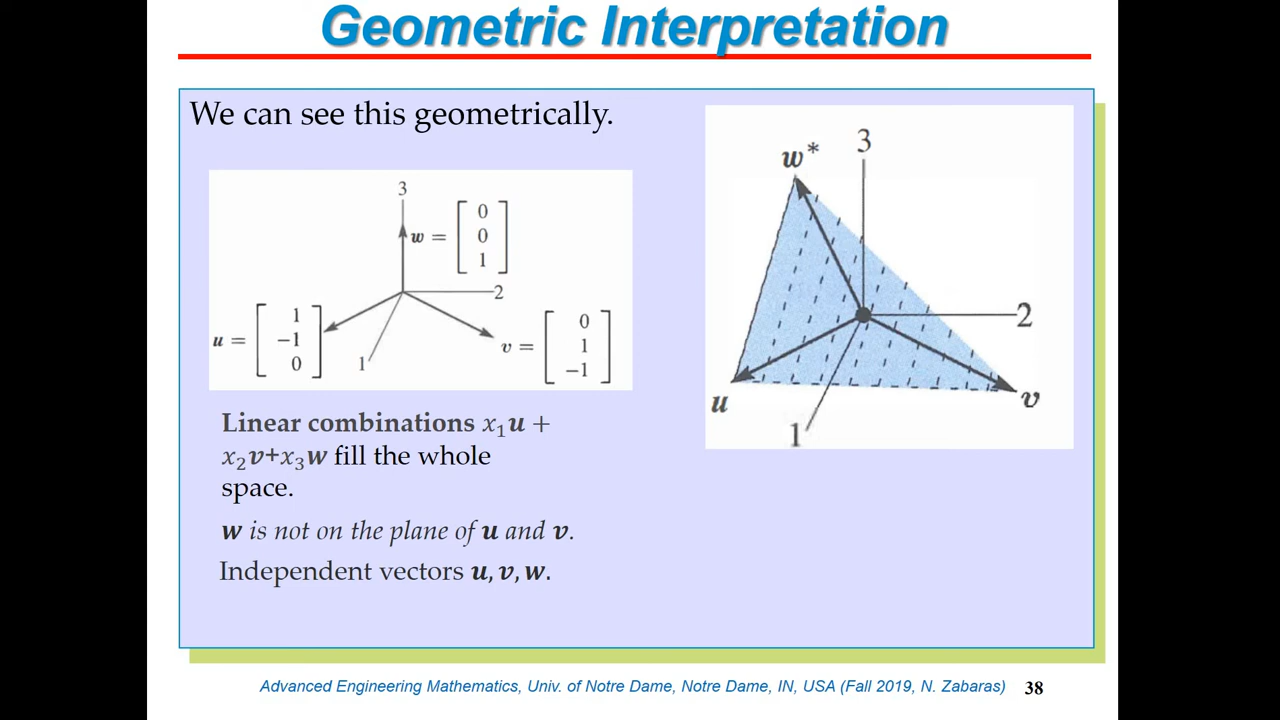 Geometric Interpretation
We can see this geometrically.
3
w = [0 0 1]
2
u = [1 −1 0]
v = [0 1 −1]
1
Linear combinations x₁u +
x₂v+x₃w fill the whole
space.
w is not on the plane of u and v.
Independent vectors u, v, w.
w*
3
2
u
v
1
Advanced Engineering Mathematics, Univ. of Notre Dame, Notre Dame, IN, USA (Fall 2019, N. Zabaras) 38